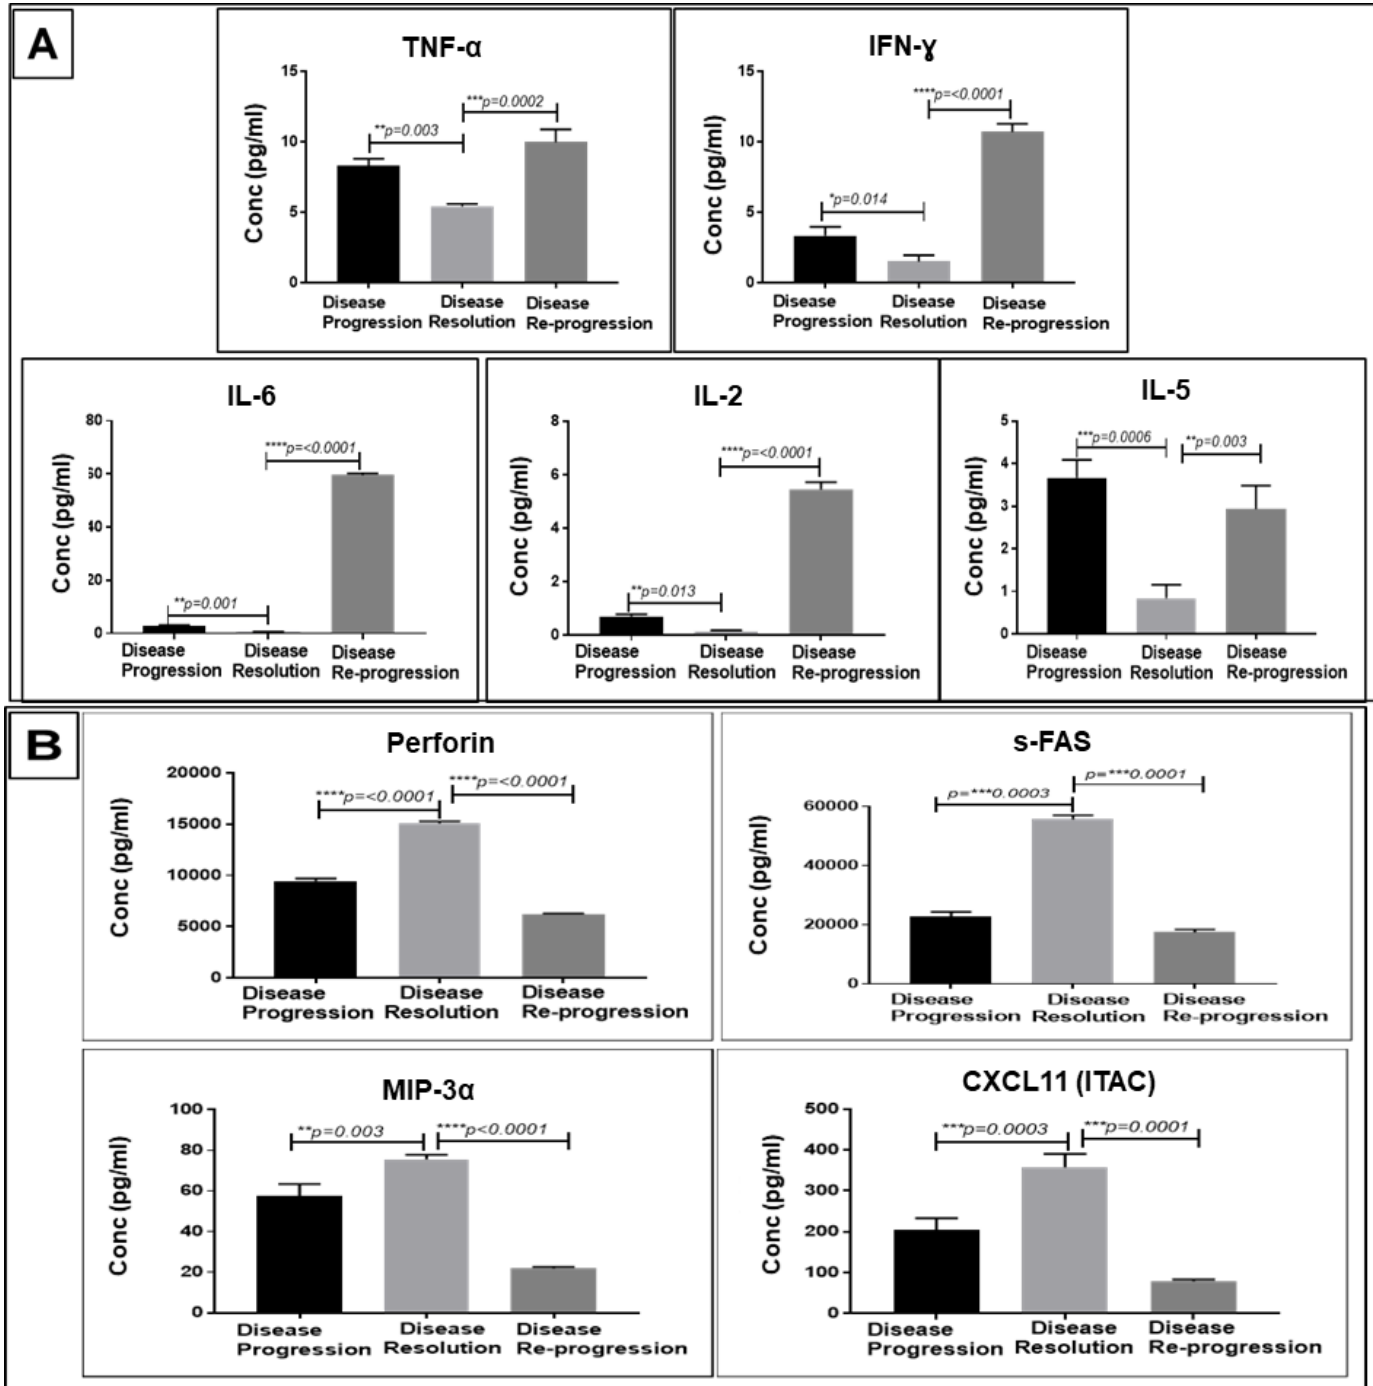 A
TNF-α
Conc (pg/ml)
15
10
5
0
**p=0.003
***p=0.0002
Disease
Progression
Disease
Resolution
Disease
Re-progression
IFN-ɣ
Conc (pg/ml)
15
10
5
0
*p=0.014
****p=<0.0001
Disease
Progression
Disease
Resolution
Disease
Re-progression
IL-6
Conc (pg/ml)
80
60
40
20
0
**p=0.001
****p=<0.0001
Disease
Progression
Disease
Resolution
Disease
Re-progression
IL-2
Conc (pg/ml)
8
6
4
2
0
**p=0.013
****p=<0.0001
Disease
Progression
Disease
Resolution
Disease
Re-progression
IL-5
Conc (pg/ml)
5
4
3
2
1
0
***p=0.0006
**p=0.003
Disease
Progression
Disease
Resolution
Disease
Re-progression
B
Perforin
Conc (pg/ml)
20000
15000
10000
5000
0
****p=<0.0001
****p=<0.0001
Disease
Progression
Disease
Resolution
Disease
Re-progression
s-FAS
Conc (pg/ml)
60000
40000
20000
0
p=***0.0003
p=***0.0001
Disease
Progression
Disease
Resolution
Disease
Re-progression
MIP-3α
Conc (pg/ml)
100
80
60
40
20
0
**p=0.003
****p<0.0001
Disease
Progression
Disease
Resolution
Disease
Re-progression
CXCL11 (ITAC)
Conc (pg/ml)
500
400
300
200
100
0
***p=0.0003
***p=0.0001
Disease
Progression
Disease
Resolution
Disease
Re-progression